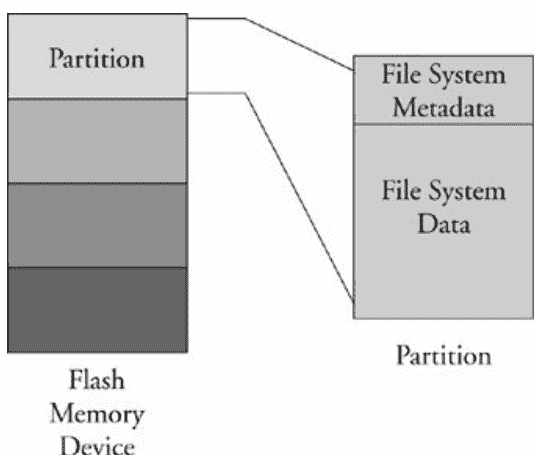 Partition
File System
Metadata
File System
Data
Partition
Flash
Memory
Device